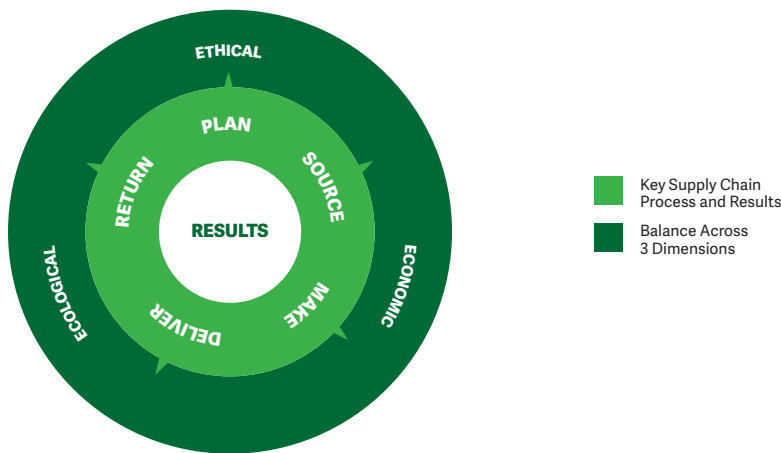 ETHICAL
PLAN
SOURCE
MAKE
DELIVER
RETURN
RESULTS
ECONOMIC
ECOLOGICAL
Key Supply Chain
Process and Results
Balance Across
3 Dimensions